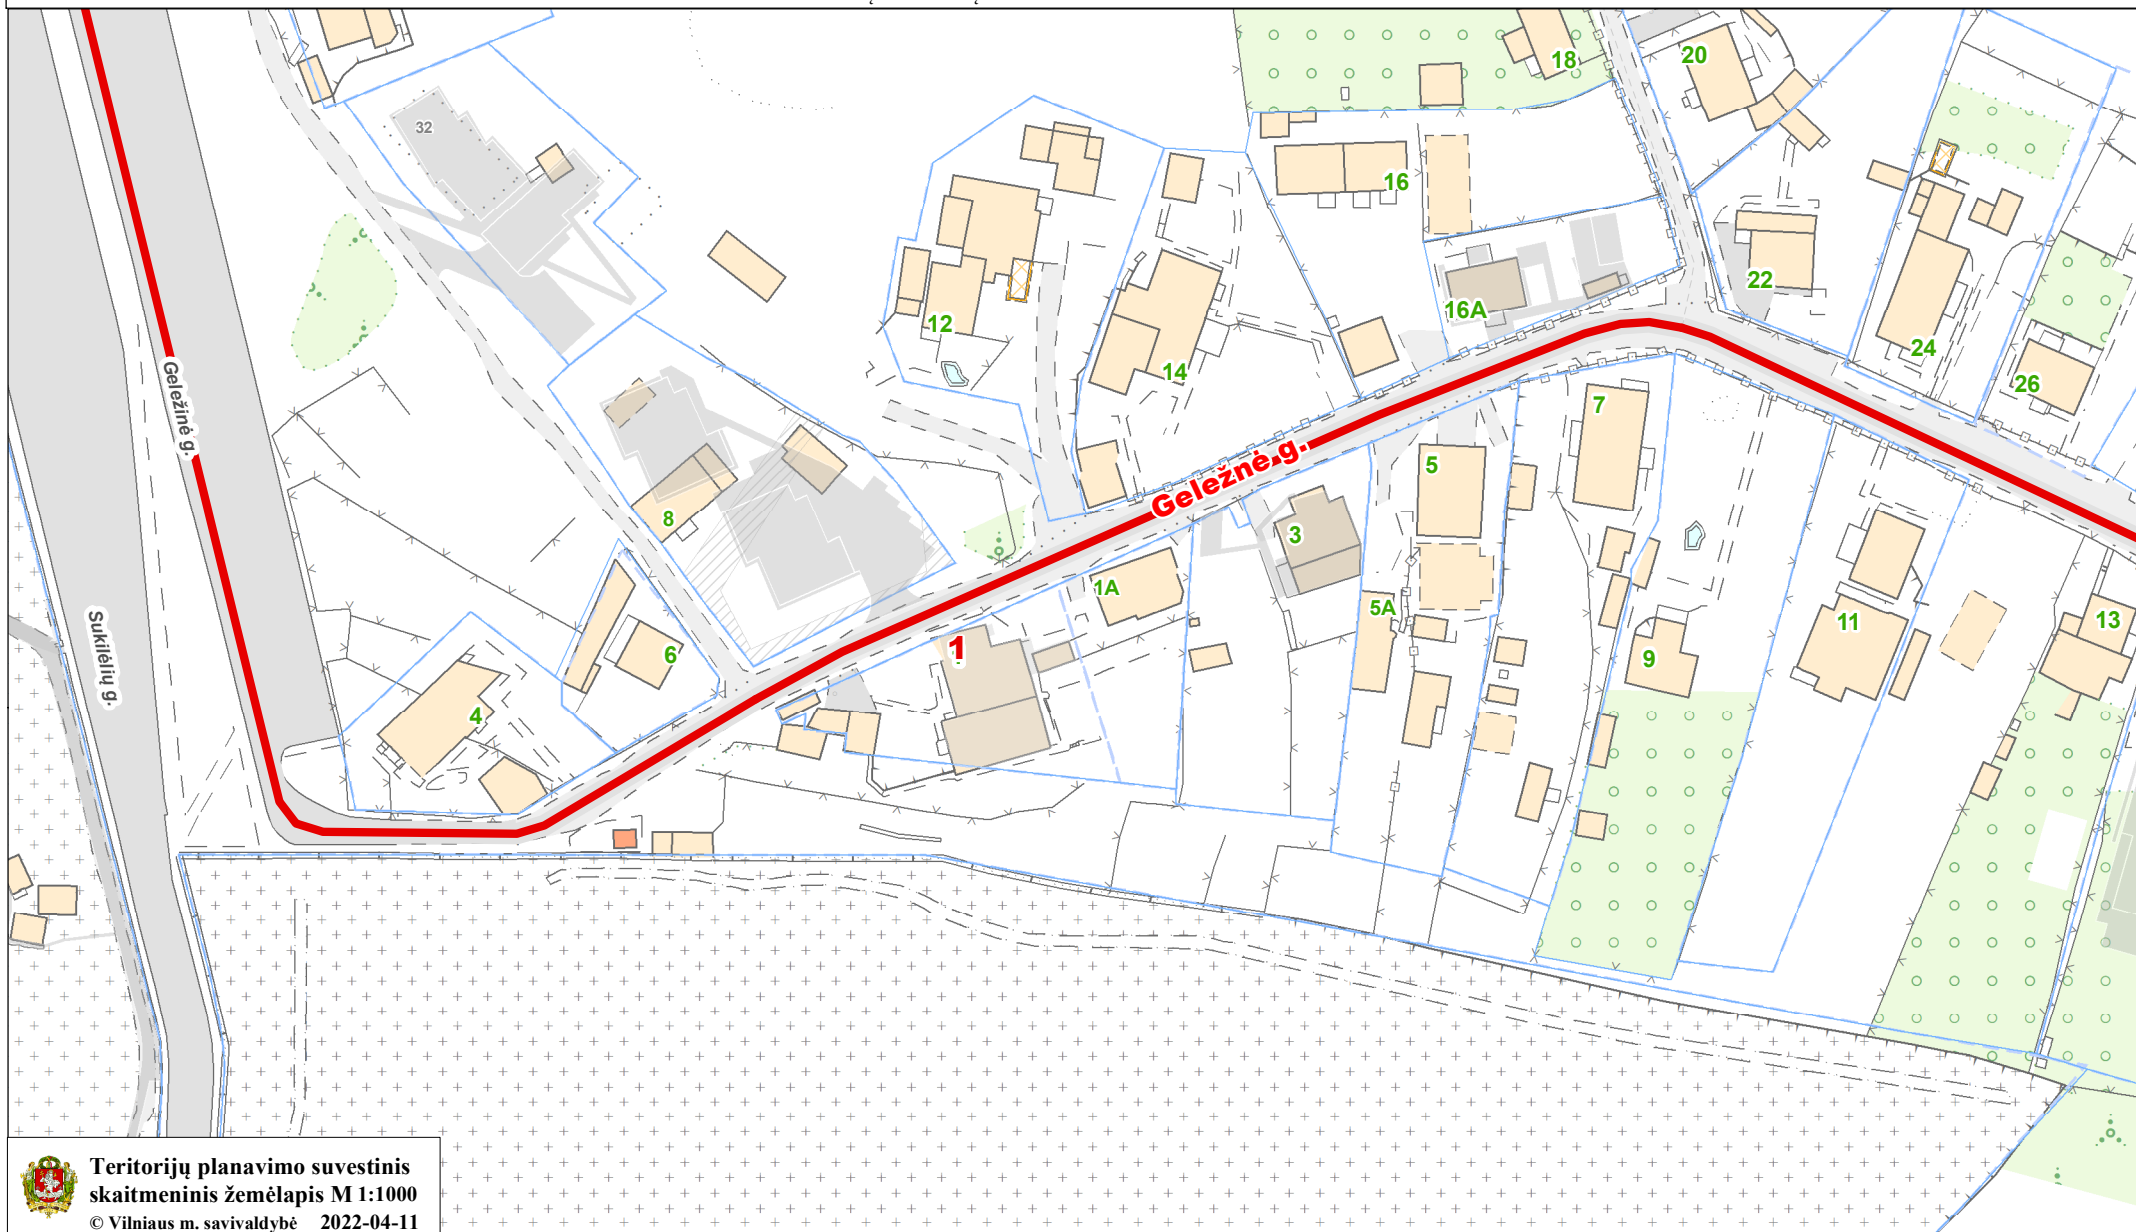 32
18
20
16
16A
22
24
26
12
14
Geležinė g.
7
Geležnė g.
5
8
3
1A
5A
Sukilėlių g.
6
1
9
11
13
4
Teritorijų planavimo suvestinis
skaitmeninis žemėlapis M 1:1000
© Vilniaus m. savivaldybė 2022-04-11